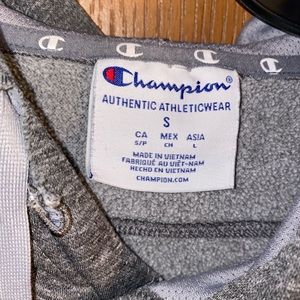 Champion®
AUTHENTIC ATHLETICWEAR
S
CA MEX ASIA
S/P CH L
MADE IN VIETNAM
FABRIQUÉ AU VIÊT-NAM
HECHO EN VIETNAM
CHAMPION.COM